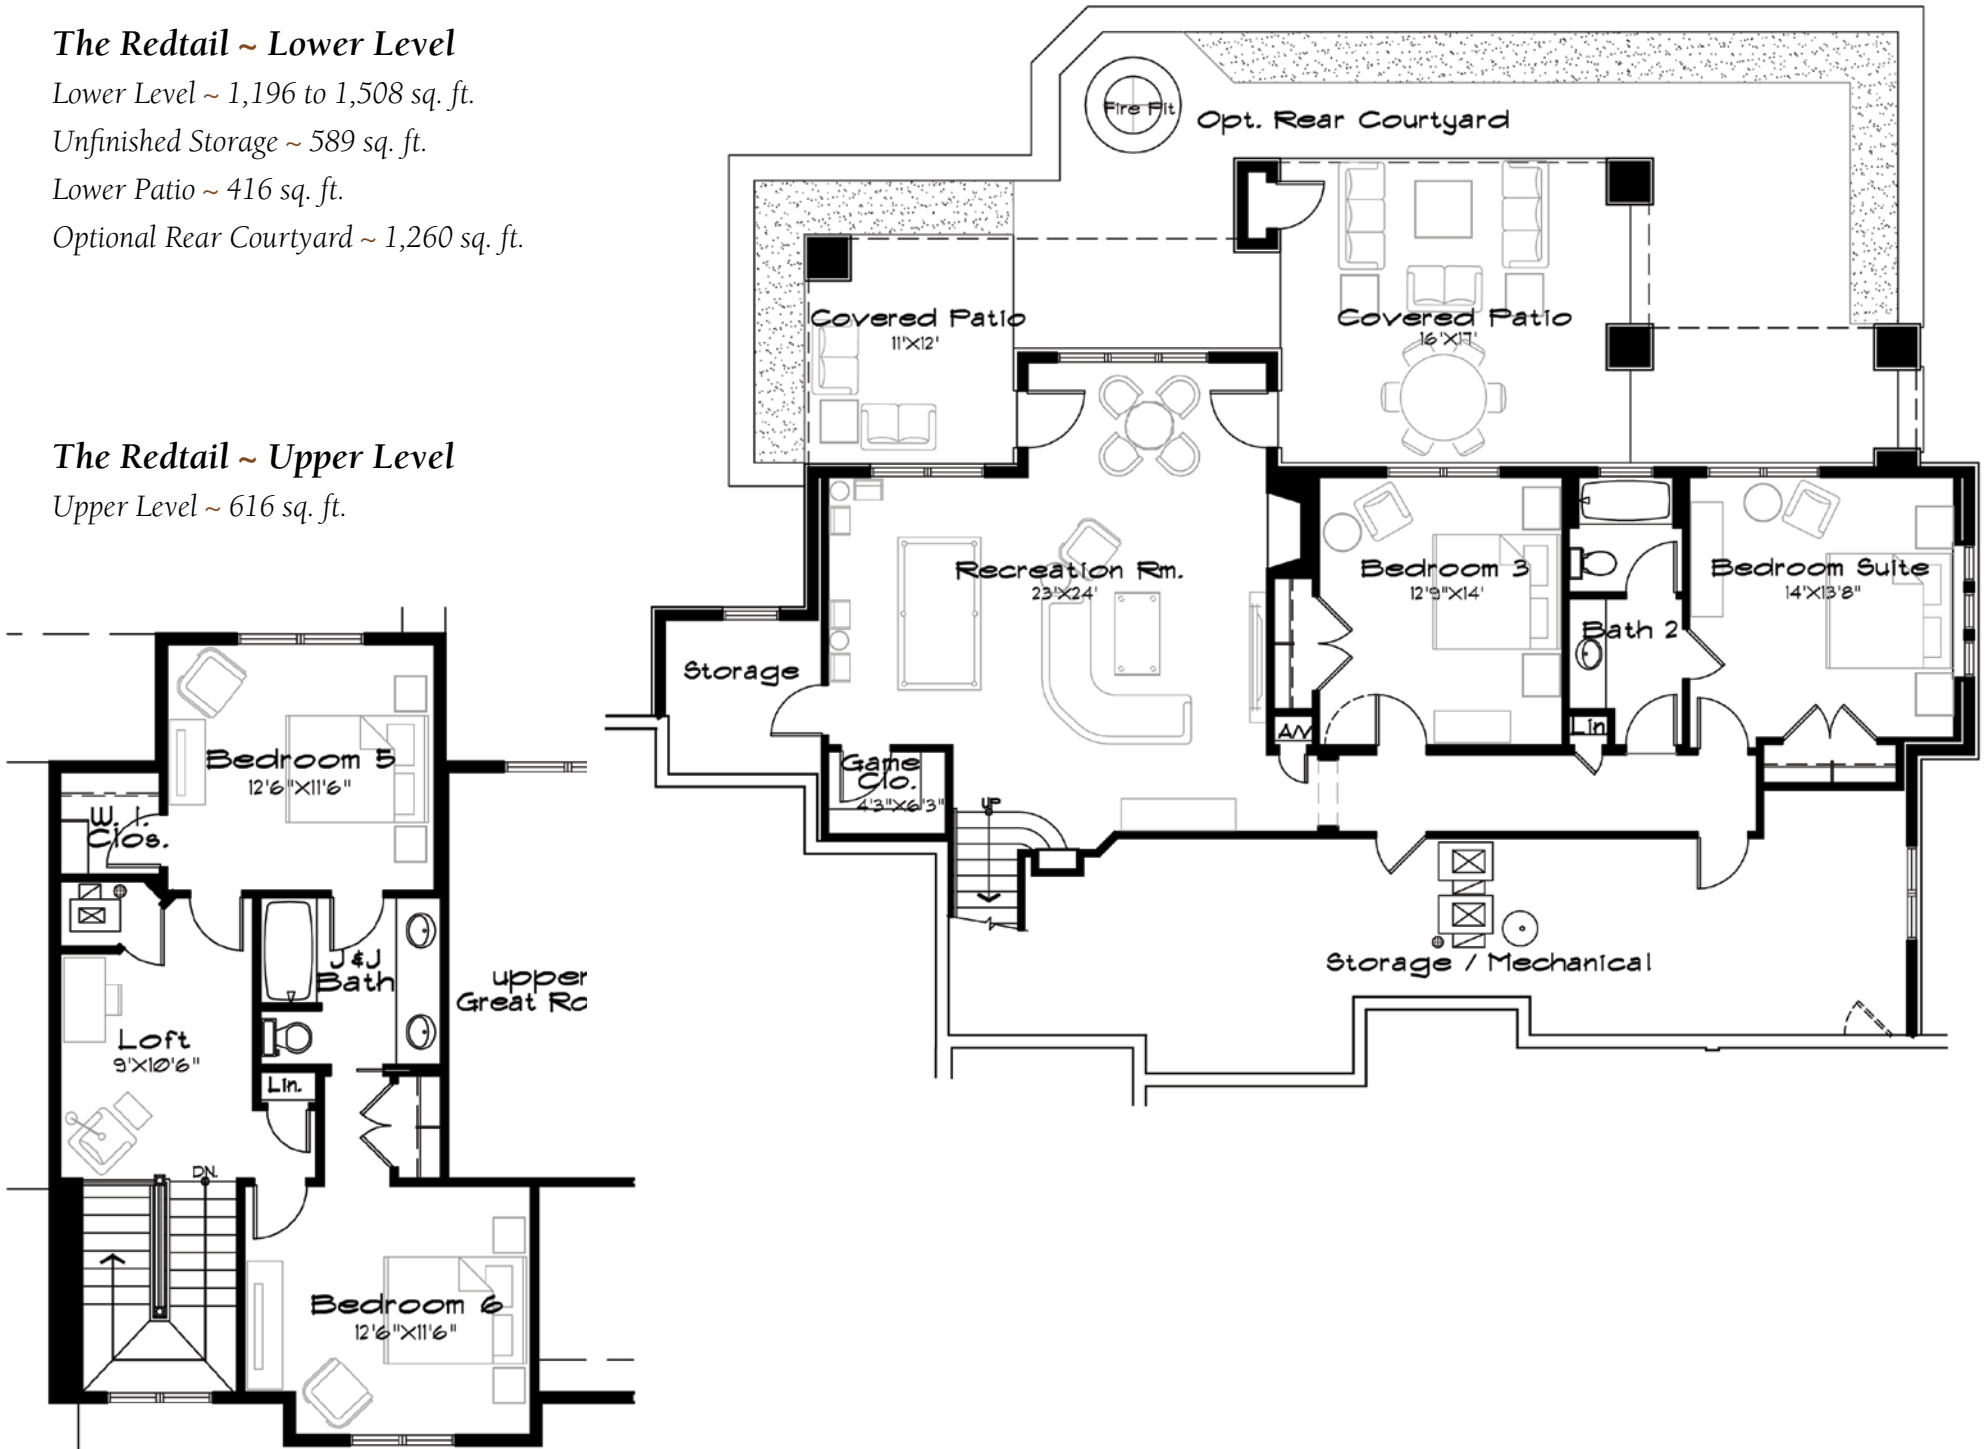 The Redtail ~ Lower Level
Lower Level ~ 1,196 to 1,508 sq. ft.
Unfinished Storage ~ 589 sq. ft.
Lower Patio ~ 416 sq. ft.
Optional Rear Courtyard ~ 1,260 sq. ft.
The Redtail ~ Upper Level
Upper Level ~ 616 sq. ft.
Fire Pit
Opt. Rear Courtyard
Covered Patio
11'X12'
Covered Patio
16'X17'
Recreation Rm.
23'X24'
Bedroom 3
12'9"X14'
Bedroom Suite
14'X13'8"
Bath 2
Storage
A/V
Lin
Game
Clo.
4'3"X6'3"
UP
Storage / Mechanical
Bedroom 5
12'6"X11'6"
W. I.
Clos.
J&J
Bath
upper
Great Ro
Loft
9'X10'6"
Lin.
DN.
Bedroom 6
12'6"X11'6"